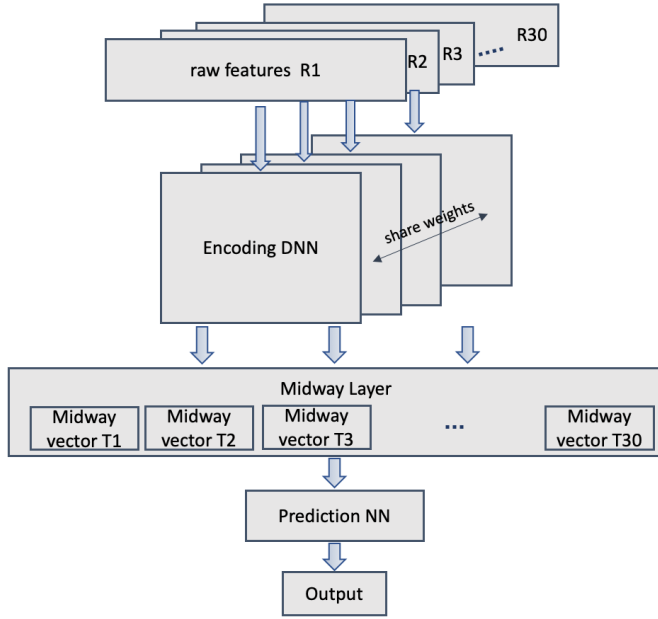 R30
R3
R2
raw features R1
share weights
Encoding DNN
Midway Layer
Midway
vector T1
Midway
vector T2
Midway
vector T3
...
Midway
vector T30
Prediction NN
Output